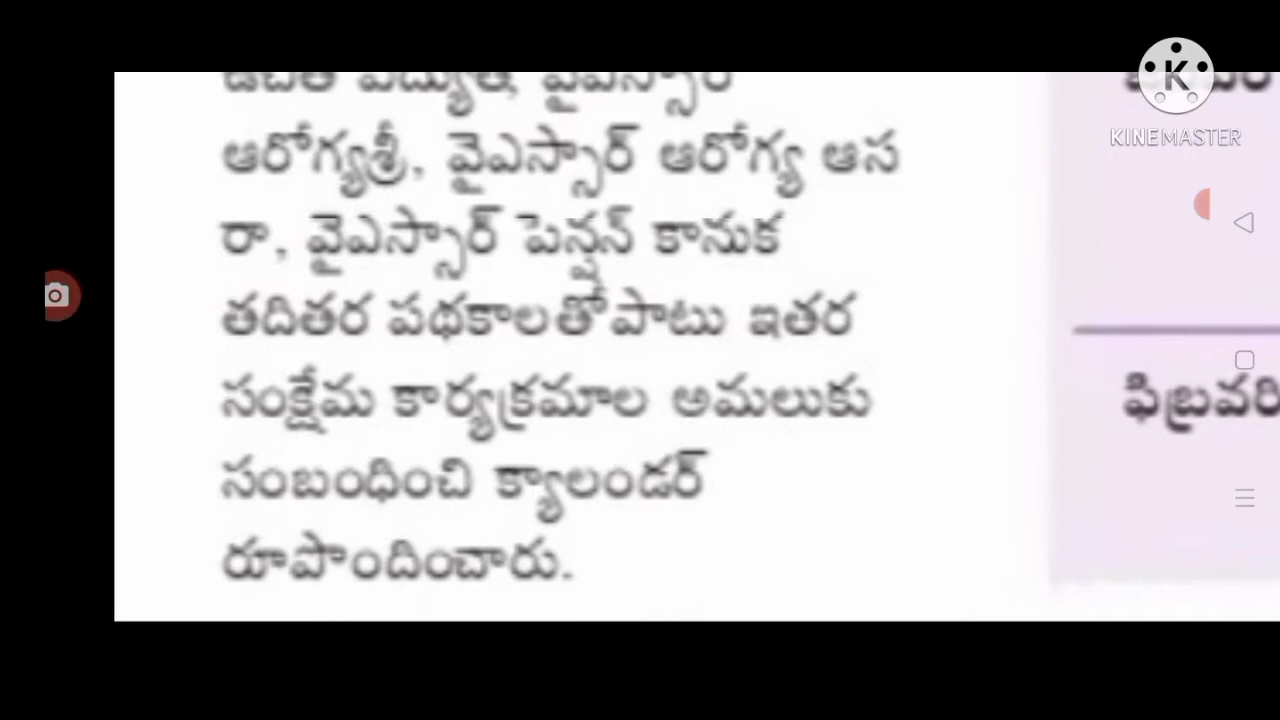 ఆరోగ్యశ్రీ, వైఎస్సార్ ఆరోగ్య ఆస
రా, వైఎస్సార్ పెన్షన్ కానుక
తదితర పథకాలతోపాటు ఇతర
సంక్షేమ కార్యక్రమాల అమలుకు
సంబంధించి క్యాలండర్
రూపొందించారు.
ఫిబ్రవరి
K
KINEMASTER